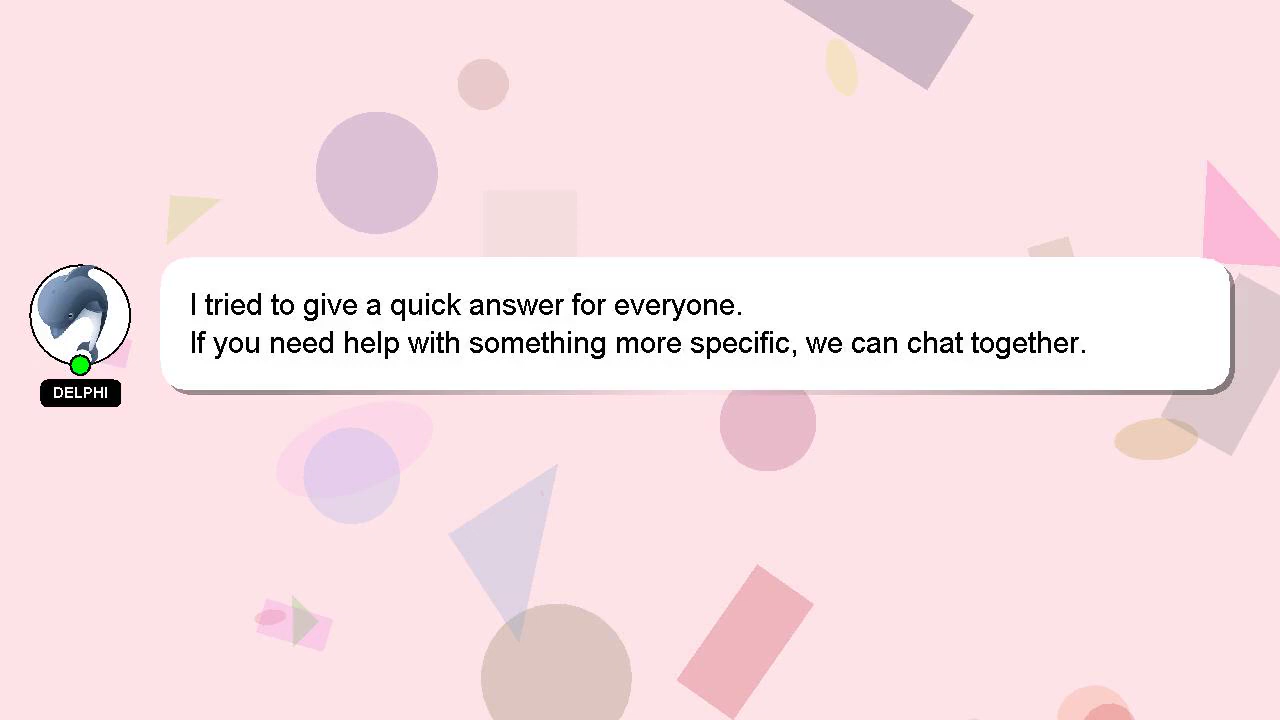 I tried to give a quick answer for everyone.
If you need help with something more specific, we can chat together.
DELPHI